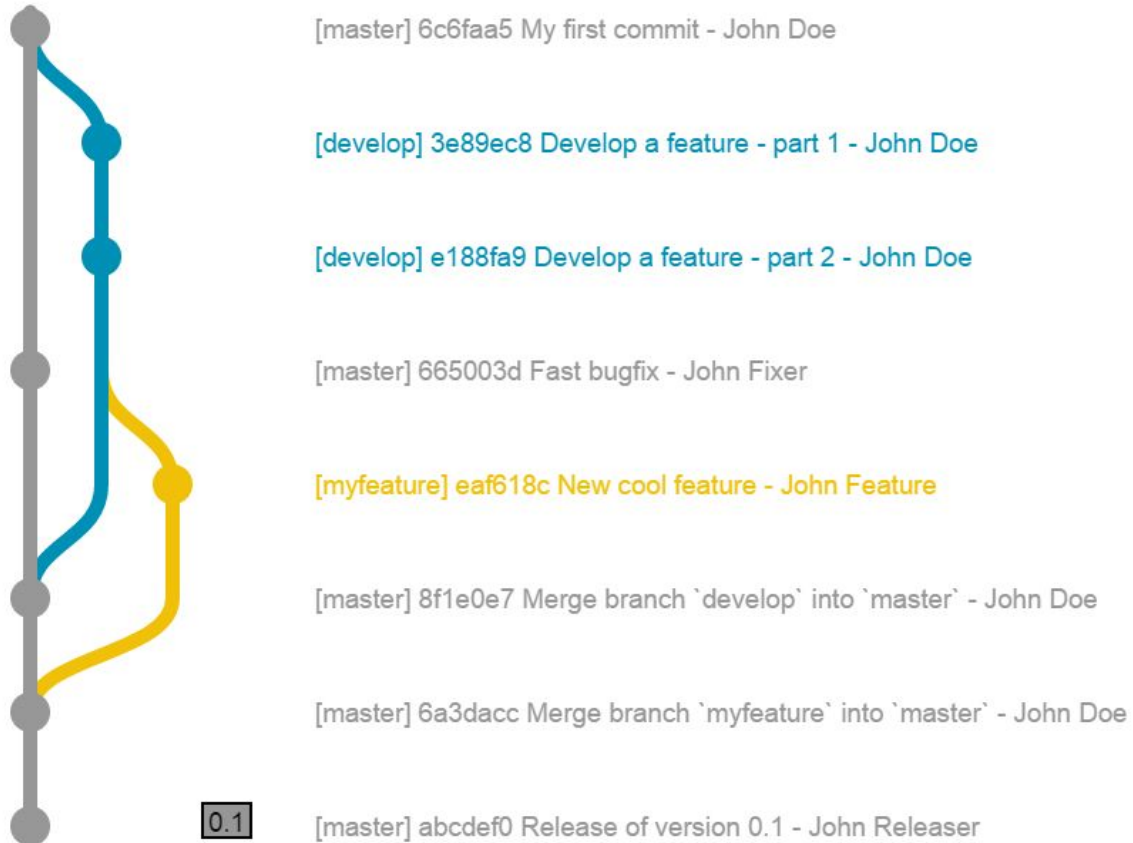 [master] 6c6faa5 My first commit - John Doe
[develop] 3e89ec8 Develop a feature - part 1 - John Doe
[develop] e188fa9 Develop a feature - part 2 - John Doe
[master] 665003d Fast bugfix - John Fixer
[myfeature] eaf618c New cool feature - John Feature
[master] 8f1e0e7 Merge branch `develop` into `master` - John Doe
[master] 6a3dacc Merge branch `myfeature` into `master` - John Doe
0.1 [master] abcdef0 Release of version 0.1 - John Releaser